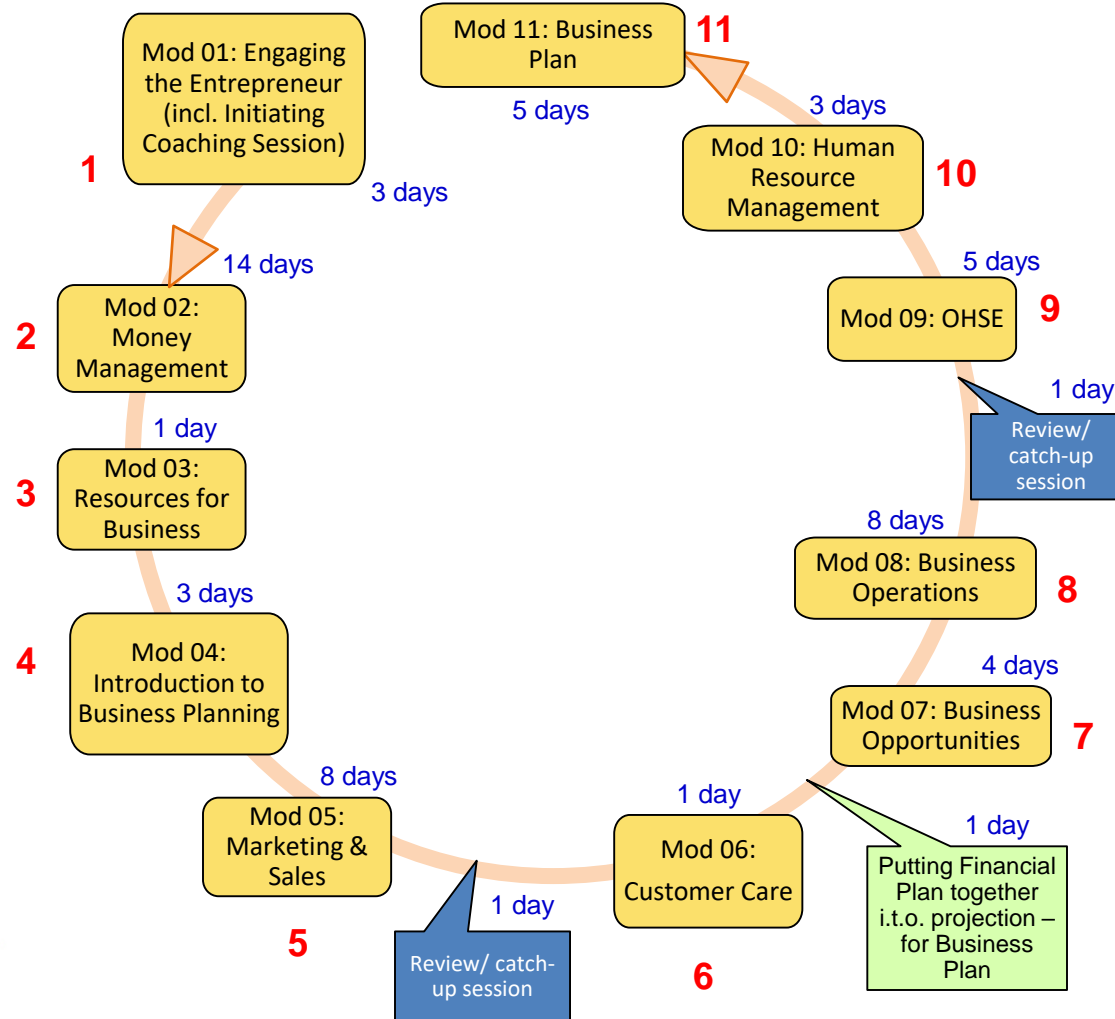 Mod 01: Engaging
the Entrepreneur
(incl. Initiating
Coaching Session)
1
3 days
14 days
Mod 02:
Money
Management
2
1 day
Mod 03:
Resources for
Business
3
3 days
Mod 04:
Introduction to
Business Planning
4
8 days
Mod 05:
Marketing &
Sales
5
1 day
Review/ catch-
up session
1 day
Mod 06:
Customer Care
6
1 day
Putting Financial
Plan together
i.t.o. projection –
for Business
Plan
4 days
Mod 07: Business
Opportunities
7
8 days
Mod 08: Business
Operations
8
1 day
Review/
catch-up
session
5 days
Mod 09: OHSE
9
3 days
Mod 10: Human
Resource
Management
10
Mod 11: Business
Plan
11
5 days